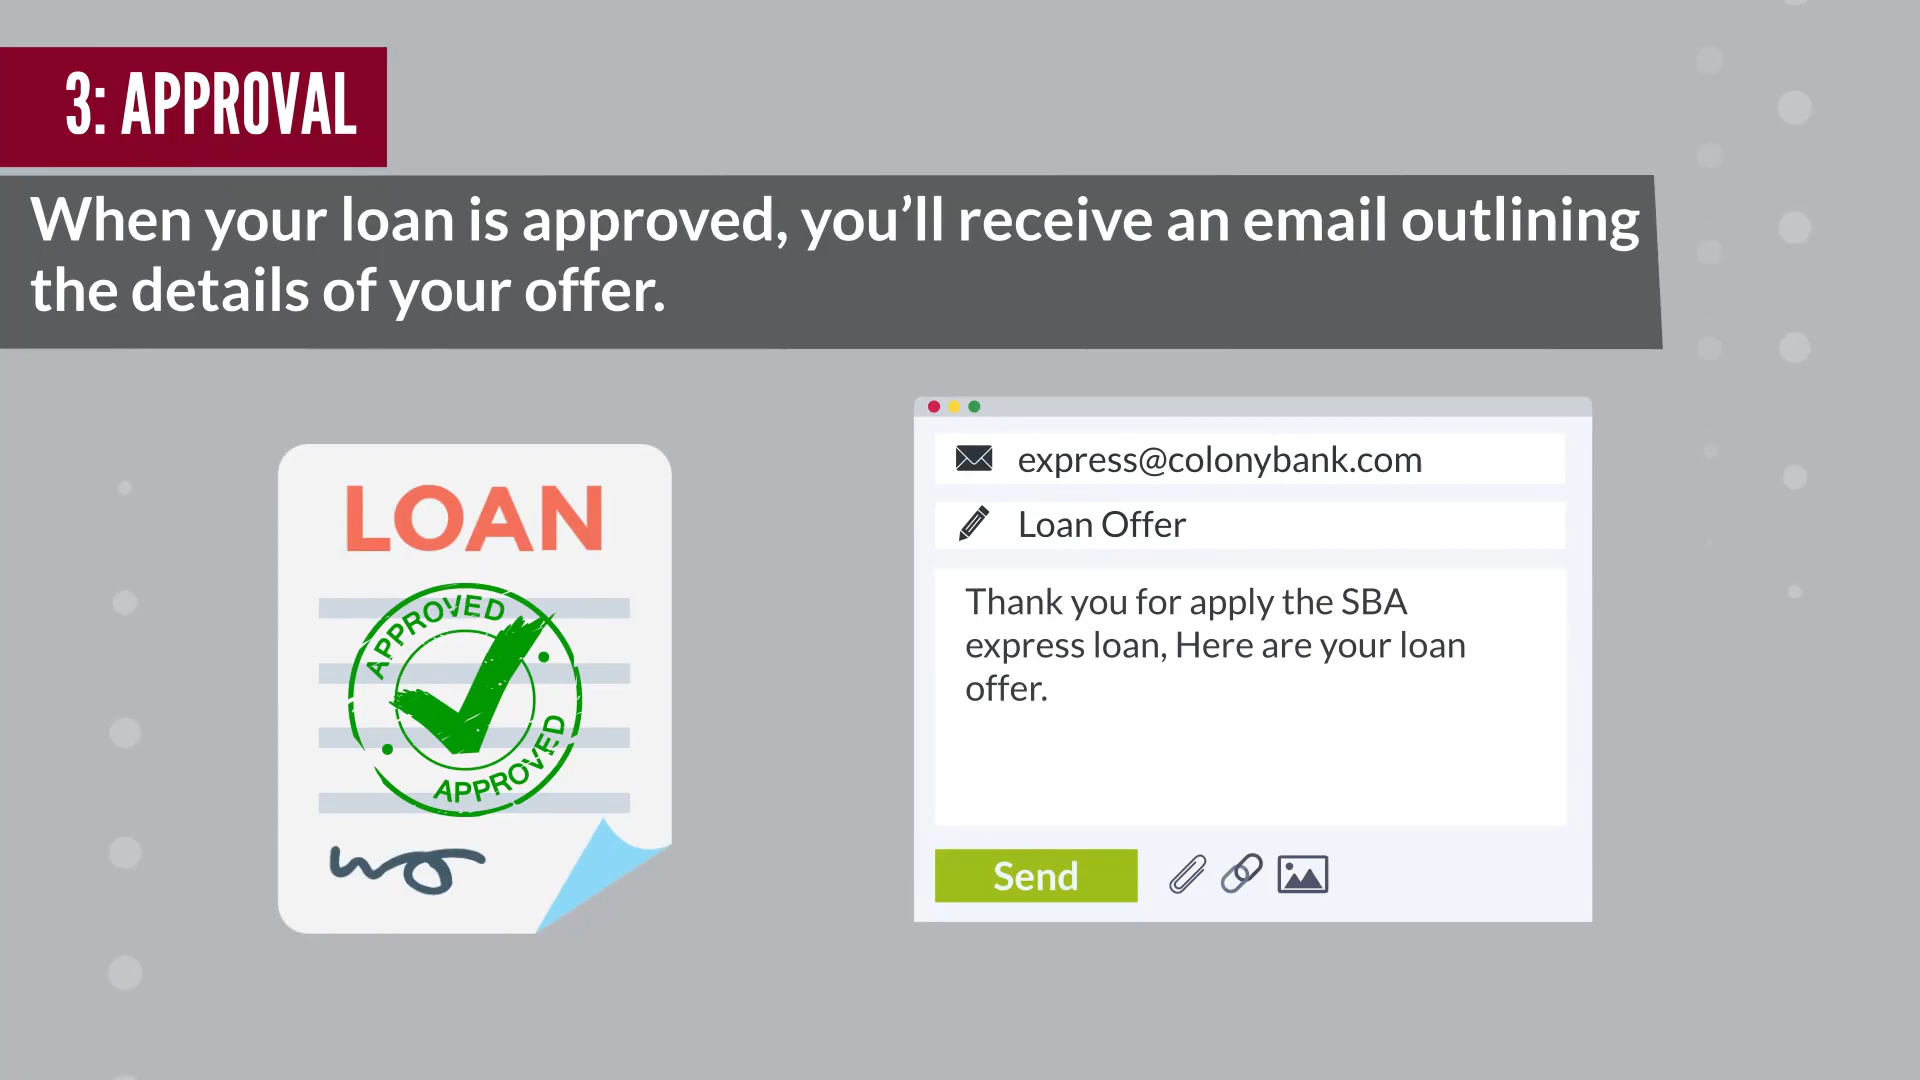 3: APPROVAL
When your loan is approved, you’ll receive an email outlining
the details of your offer.
LOAN
APPROVED
APPROVED
express@colonybank.com
Loan Offer
Thank you for apply the SBA
express loan, Here are your loan
offer.
Send